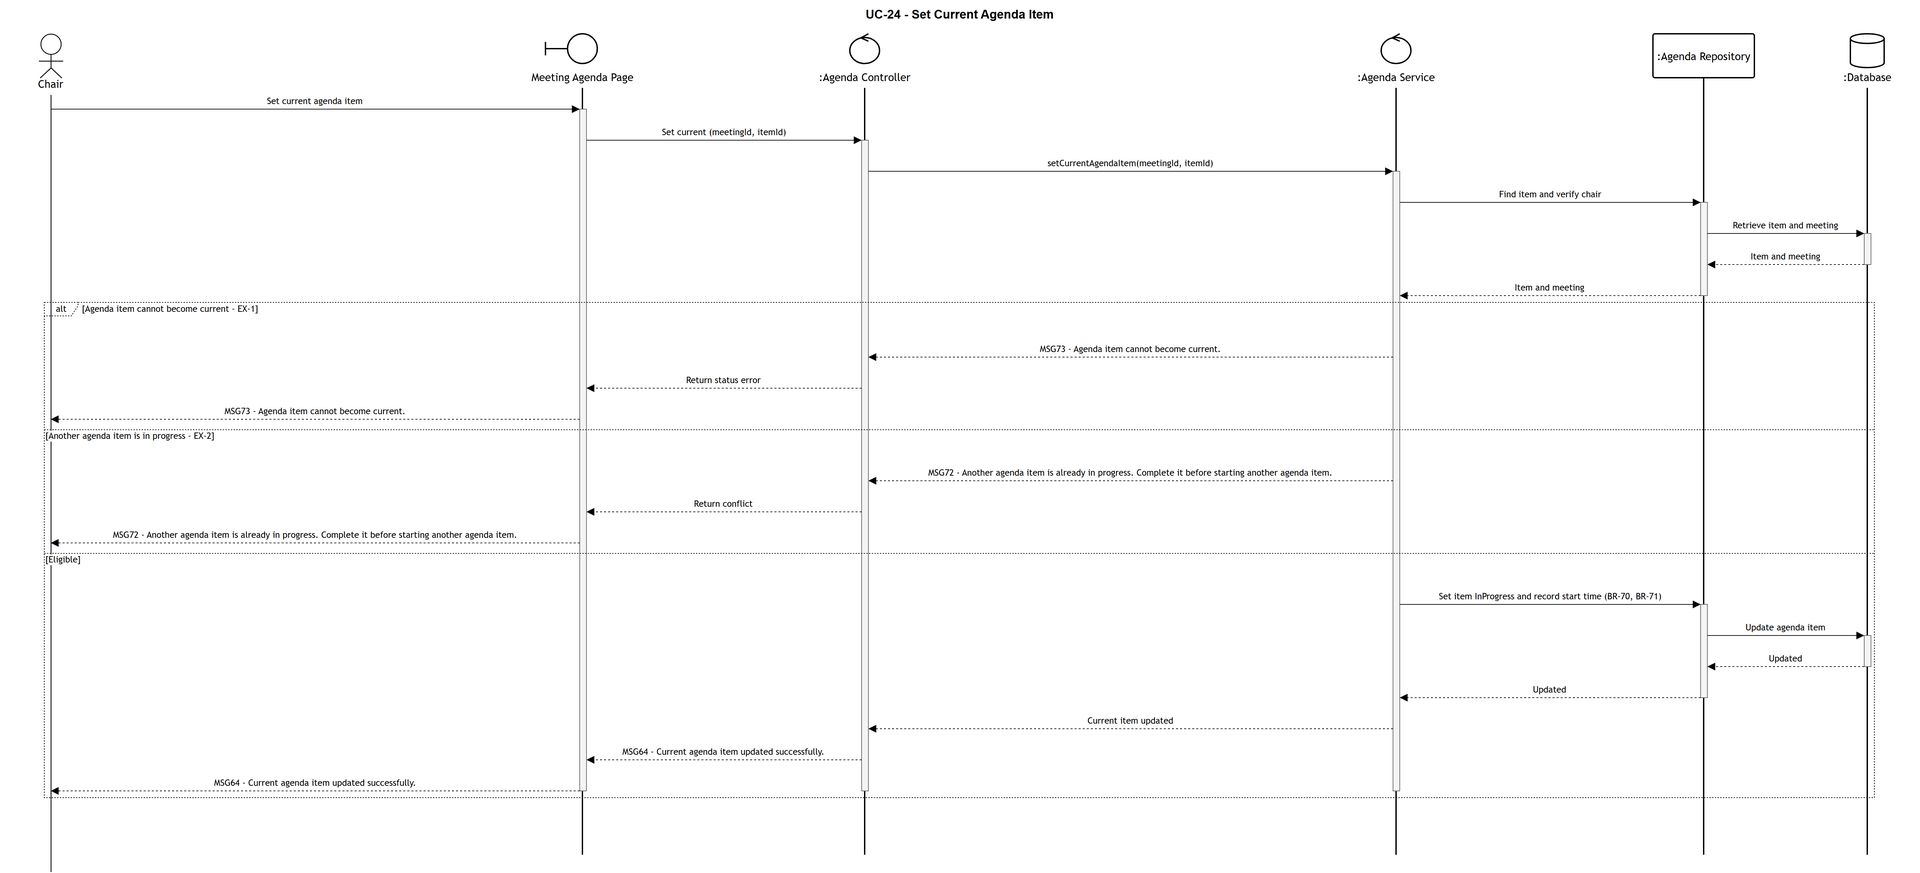 UC-24 - Set Current Agenda Item
Chair
Meeting Agenda Page
:Agenda Controller
:Agenda Service
:Agenda Repository
:Database
Set current agenda item
Set current (meetingId, itemId)
setCurrentAgendaItem(meetingId, itemId)
Find item and verify chair
Retrieve item and meeting
Item and meeting
Item and meeting
alt
[Agenda item cannot become current - EX-1]
MSG73 - Agenda item cannot become current.
Return status error
MSG73 - Agenda item cannot become current.
[Another agenda item is in progress - EX-2]
MSG72 - Another agenda item is already in progress. Complete it before starting another agenda item.
Return conflict
MSG72 - Another agenda item is already in progress. Complete it before starting another agenda item.
[Eligible]
Set item InProgress and record start time (BR-70, BR-71)
Update agenda item
Updated
Updated
Current item updated
MSG64 - Current agenda item updated successfully.
MSG64 - Current agenda item updated successfully.